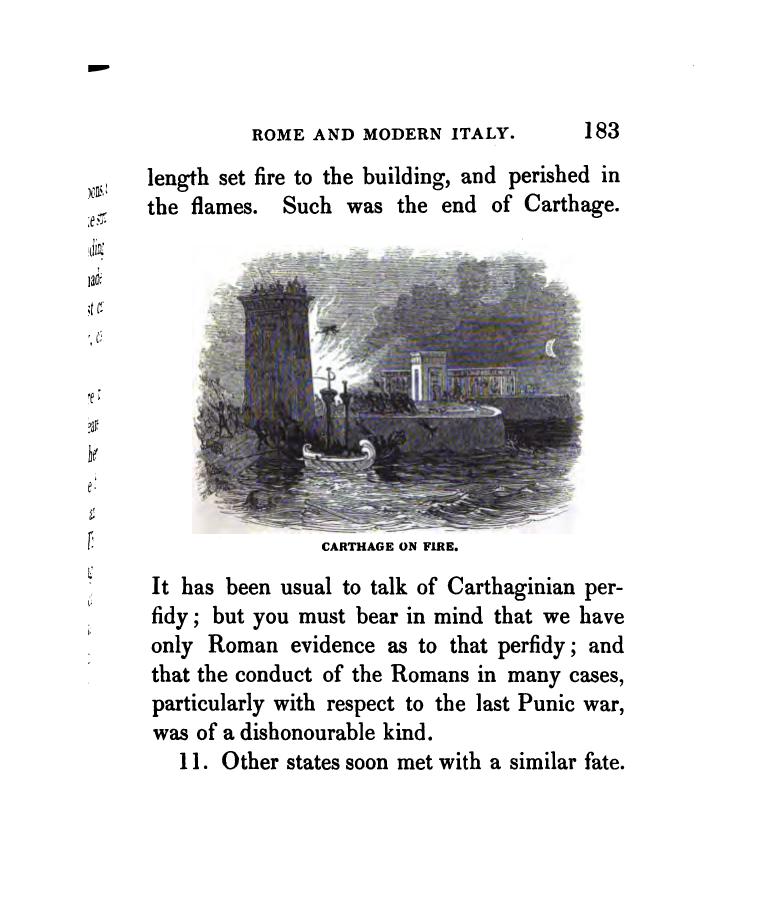 ROME AND MODERN ITALY. 183
length set fire to the building, and perished in
the flames. Such was the end of Carthage.
CARTHAGE ON FIRE.
It has been usual to talk of Carthaginian per-
fidy; but you must bear in mind that we have
only Roman evidence as to that perfidy; and
that the conduct of the Romans in many cases,
particularly with respect to the last Punic war,
was of a dishonourable kind.
11. Other states soon met with a similar fate.